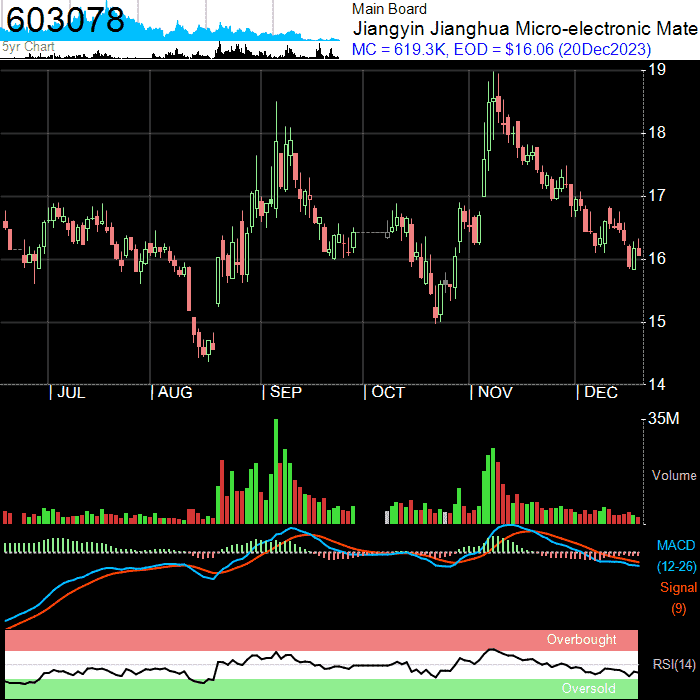 603078
5yr Chart
Main Board
Jiangyin Jianghua Micro-electronic Mate
MC = 619.3K, EOD = $16.06 (20Dec2023)
19
18
17
16
15
14
JUL
AUG
SEP
OCT
NOV
DEC
35M
Volume
MACD
(12-26)
Signal
(9)
Overbought
RSI(14)
Oversold